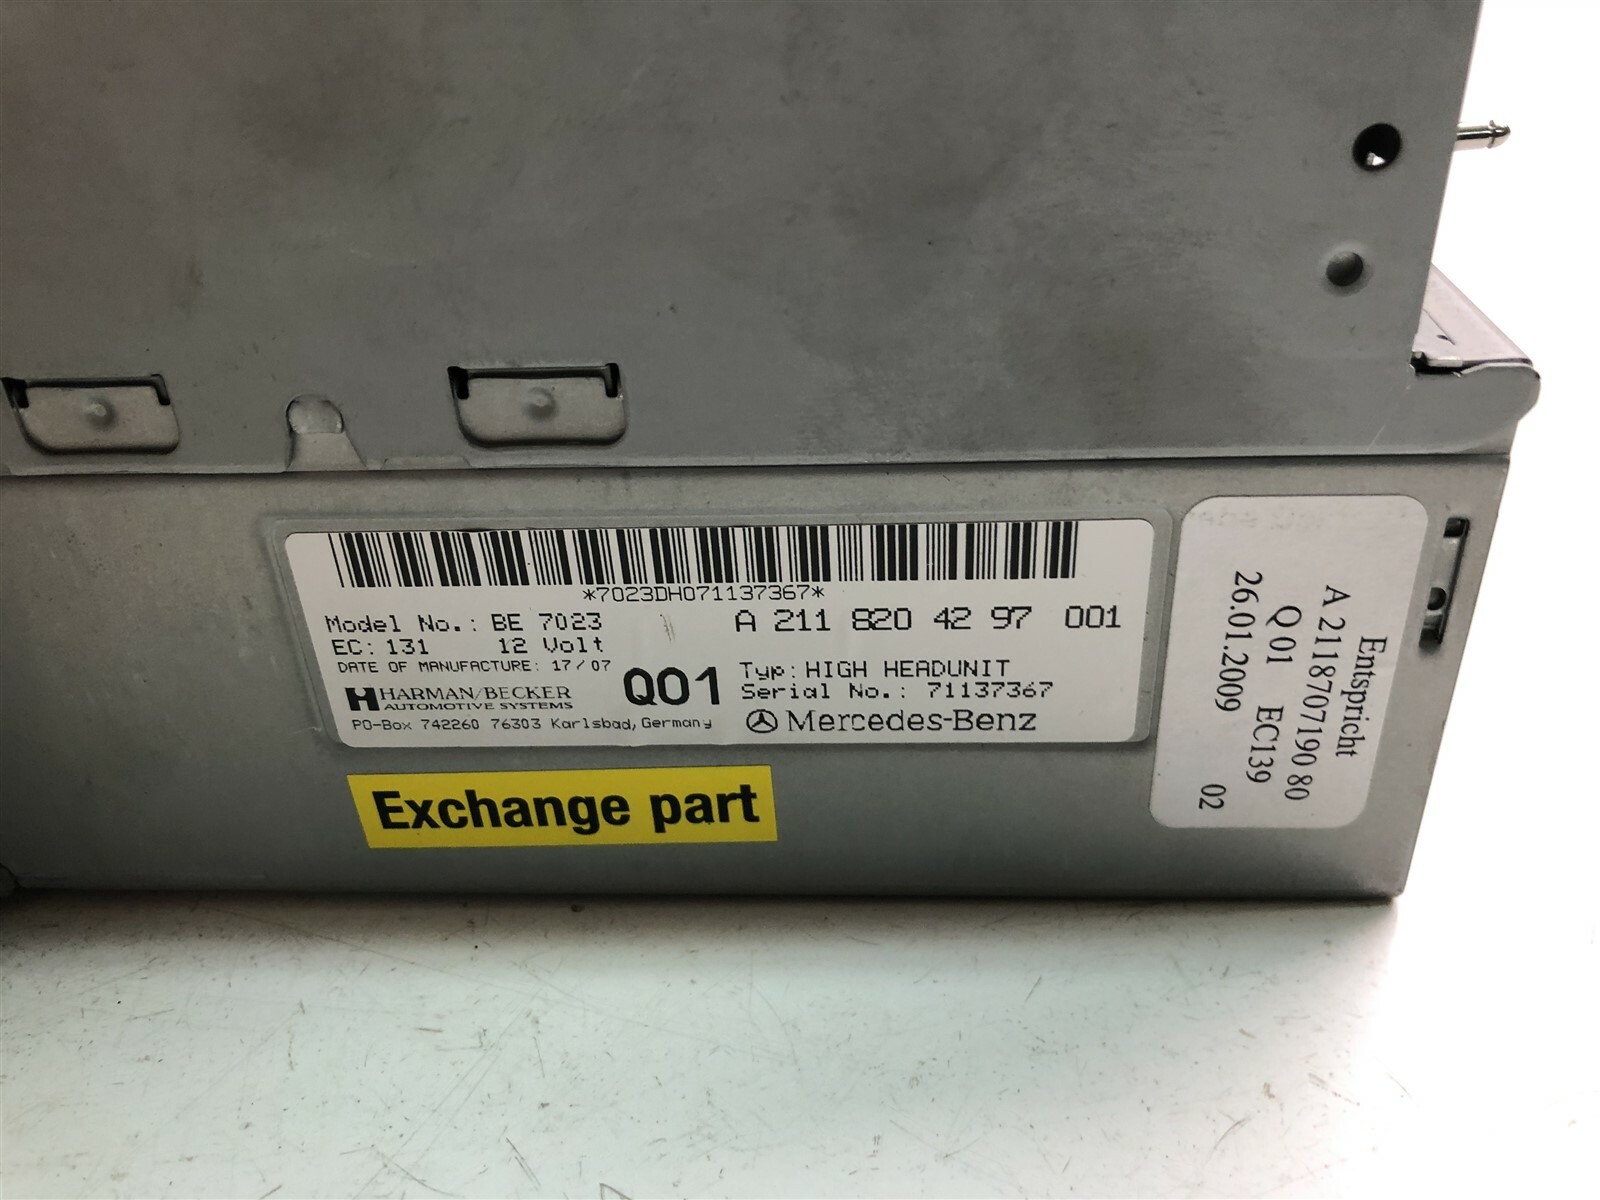 *7023DH071137367*
Model No.: BE 7023
A 211 820 42 97 001
EC: 131 12 Volt
DATE OF MANUFACTURE: 17/07
Q01
Typ: HIGH HEADUNIT
Serial No.: 71137367
HARMAN/BECKER
AUTOMOTIVE SYSTEMS
PO-Box 742260 76303 Karlsbad, Germany
Mercedes-Benz
Exchange part
Entspricht
A 2118707190 80
Q 01 EC139
26.01.2009 02